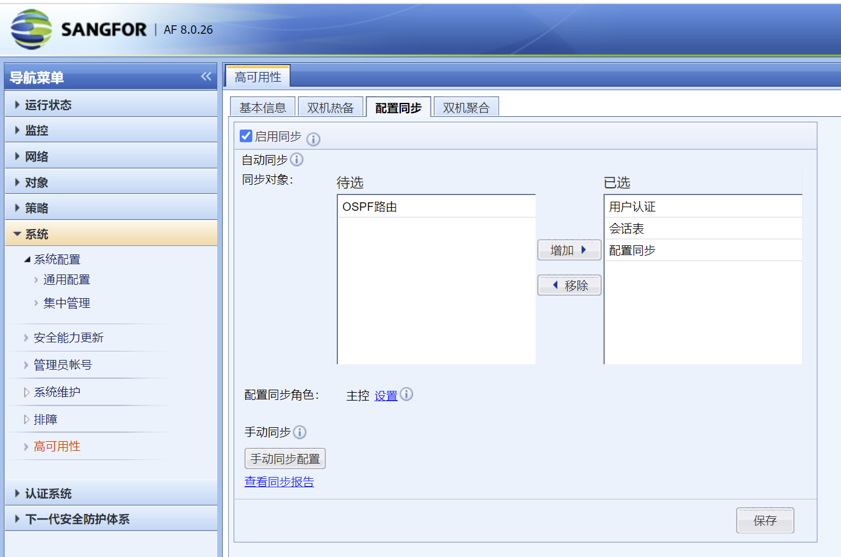 SANGFOR | AF 8.0.26
导航菜单
运行状态
监控
网络
对象
策略
系统
系统配置
通用配置
集中管理
安全能力更新
管理员帐号
系统维护
排障
高可用性
认证系统
下一代安全防护体系
高可用性
基本信息 双机热备 配置同步 双机聚合
启用同步
自动同步
同步对象:
待选
OSPF路由
增加
移除
已选
用户认证
会话表
配置同步
配置同步角色: 主控 设置
手动同步
手动同步配置
查看同步报告
保存